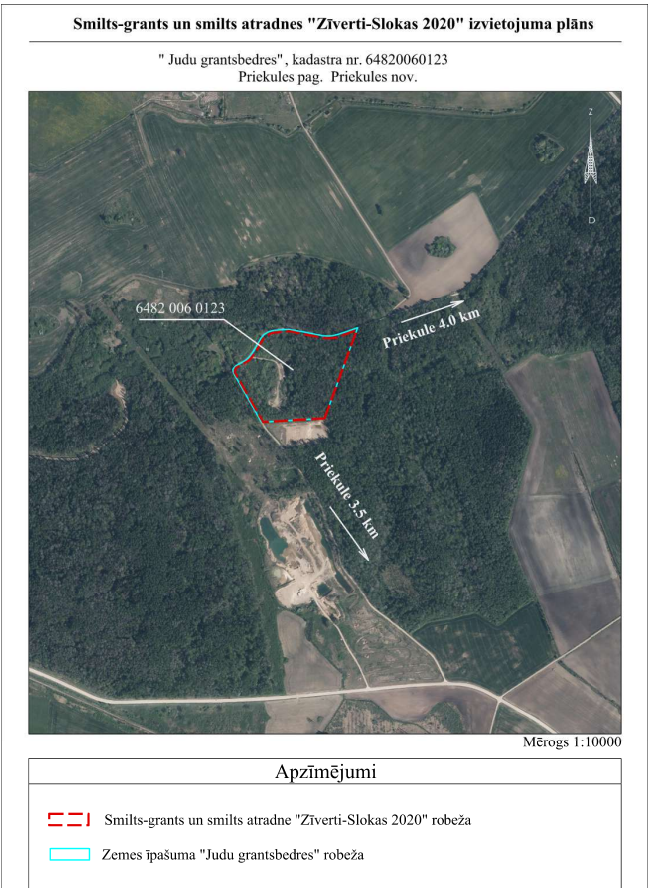 Smilts-grants un smilts atradnes "Zīverti-Slokas 2020" izvietojuma plāns
" Judu grantsbedres", kadastra nr. 64820060123
Priekules pag. Priekules nov.
Z
D
6482 006 0123
Priekule 4.0 km
Priekule 3.5 km
Mērogs 1:10000
Apzīmējumi
Smilts-grants un smilts atradne "Zīverti-Slokas 2020" robeža
Zemes īpašuma "Judu grantsbedres" robeža